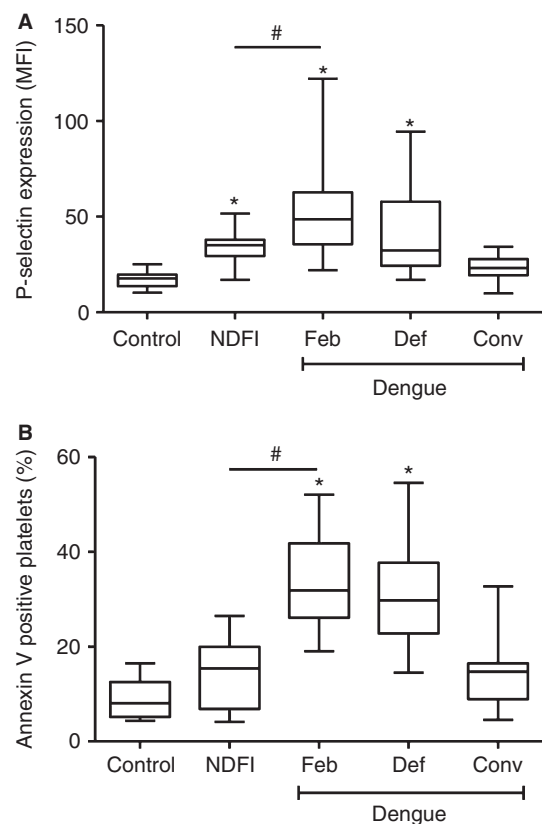 A
P-selectin expression (MFI)
150
100
50
0
#
*
*
*
Control NDFI Feb Def Conv
Dengue
B
Annexin V positive platelets (%)
60
40
20
0
#
*
*
Control NDFI Feb Def Conv
Dengue